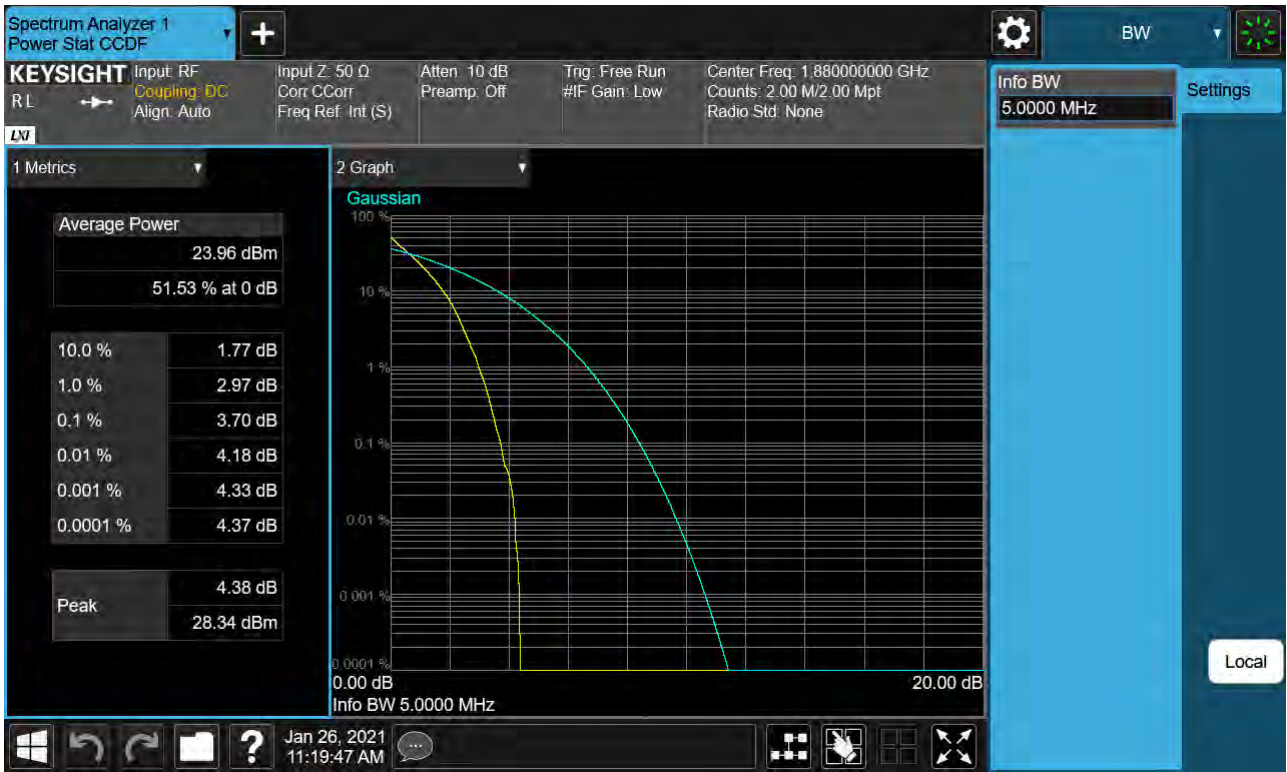 Spectrum Analyzer 1
Power Stat CCDF
+
BW
KEYSIGHT
RL
LXI
Input: RF
Coupling: DC
Align: Auto
Input Z: 50 Ω
Corr CCorr
Freq Ref: Int (S)
Atten: 10 dB
Preamp: Off
Trig: Free Run
#IF Gain: Low
Center Freq: 1.880000000 GHz
Counts: 2.00 M/2.00 Mpt
Radio Std: None
Info BW
5.0000 MHz
Settings
1 Metrics
Average Power
23.96 dBm
51.53 % at 0 dB
10.0 % 1.77 dB
1.0 % 2.97 dB
0.1 % 3.70 dB
0.01 % 4.18 dB
0.001 % 4.33 dB
0.0001 % 4.37 dB
Peak
4.38 dB
28.34 dBm
2 Graph
Gaussian
100 %
10 %
1 %
0.1 %
0.01 %
0.001 %
0.0001 %
0.00 dB 20.00 dB
Info BW 5.0000 MHz
Local
?
Jan 26, 2021
11:19:47 AM